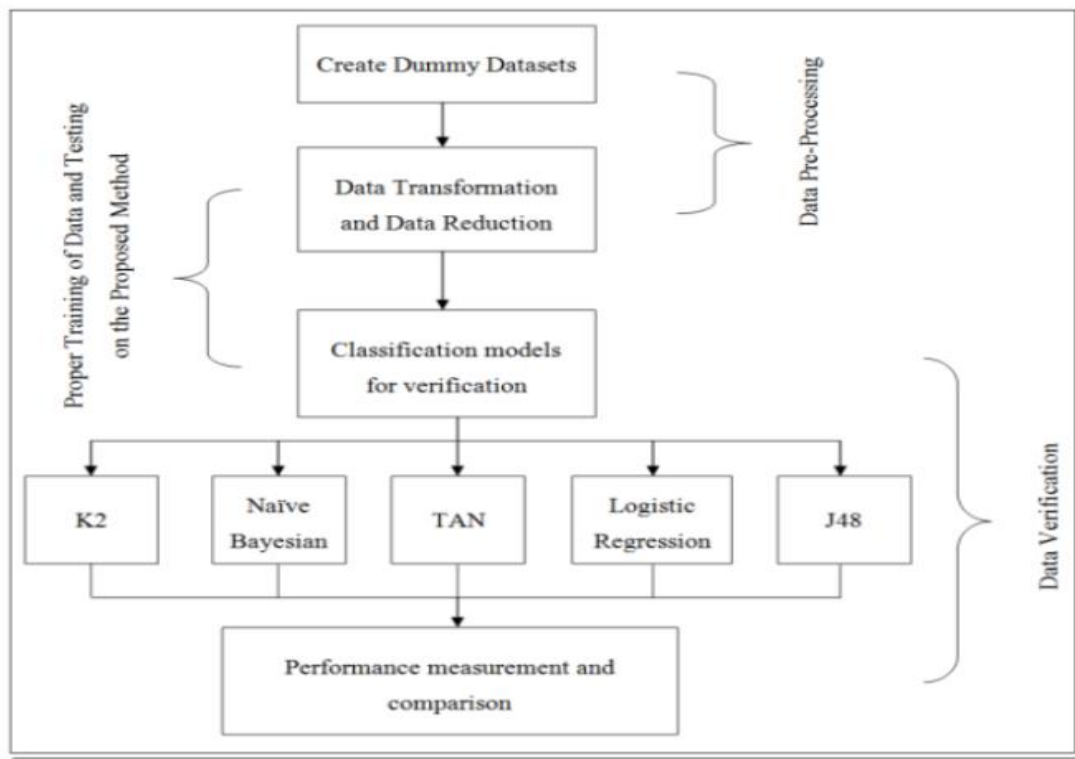 Create Dummy Datasets
Data Transformation
and Data Reduction
Classification models
for verification
K2
Naïve
Bayesian
TAN
Logistic
Regression
J48
Performance measurement and
comparison
Proper Training of Data and Testing
on the Proposed Method
Data Pre-Processing
Data Verification